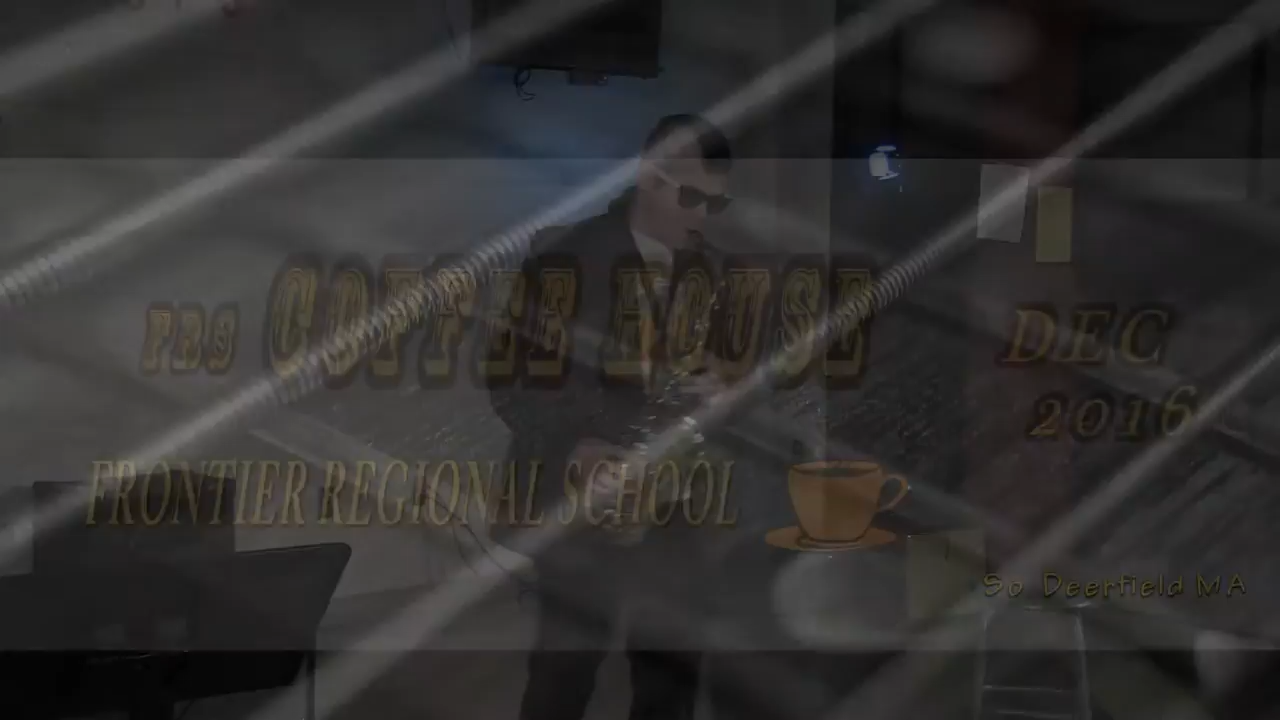 FRS COFFEE HOUSE
DEC
2016
FRONTIER REGIONAL SCHOOL
So Deerfield MA